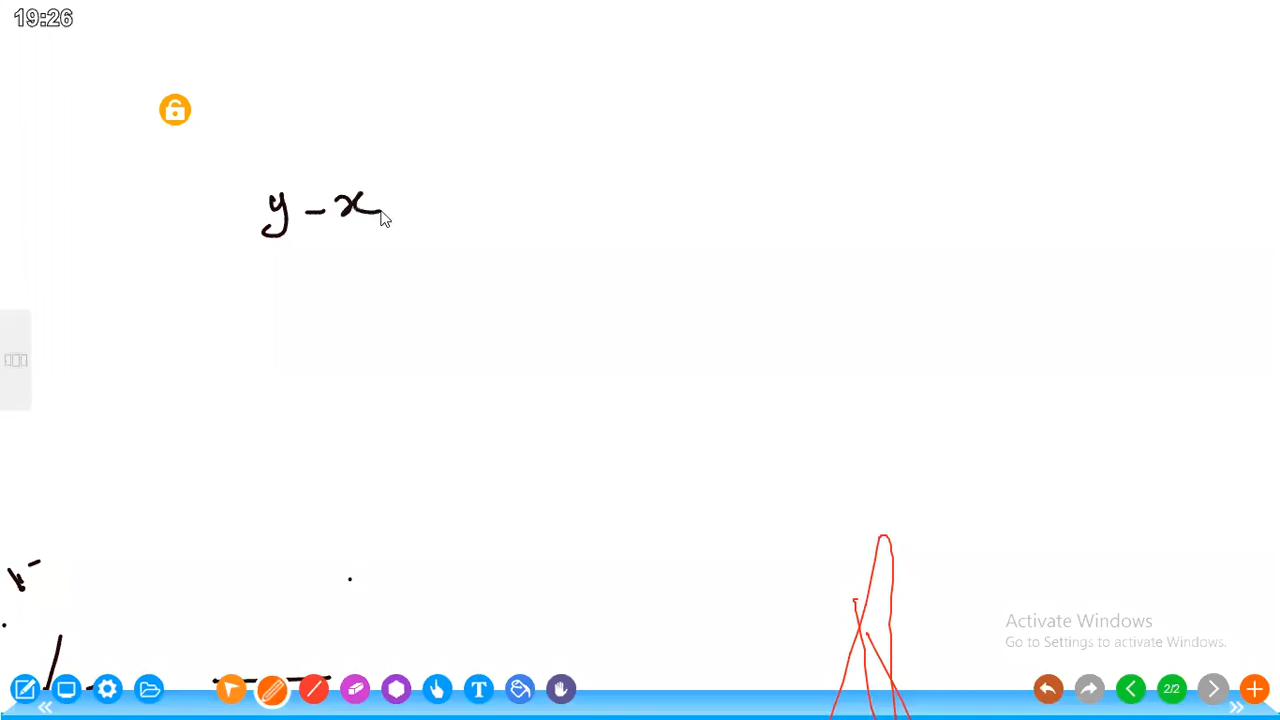 19:26
y - x
Activate Windows
Go to Settings to activate Windows.
T
2/2